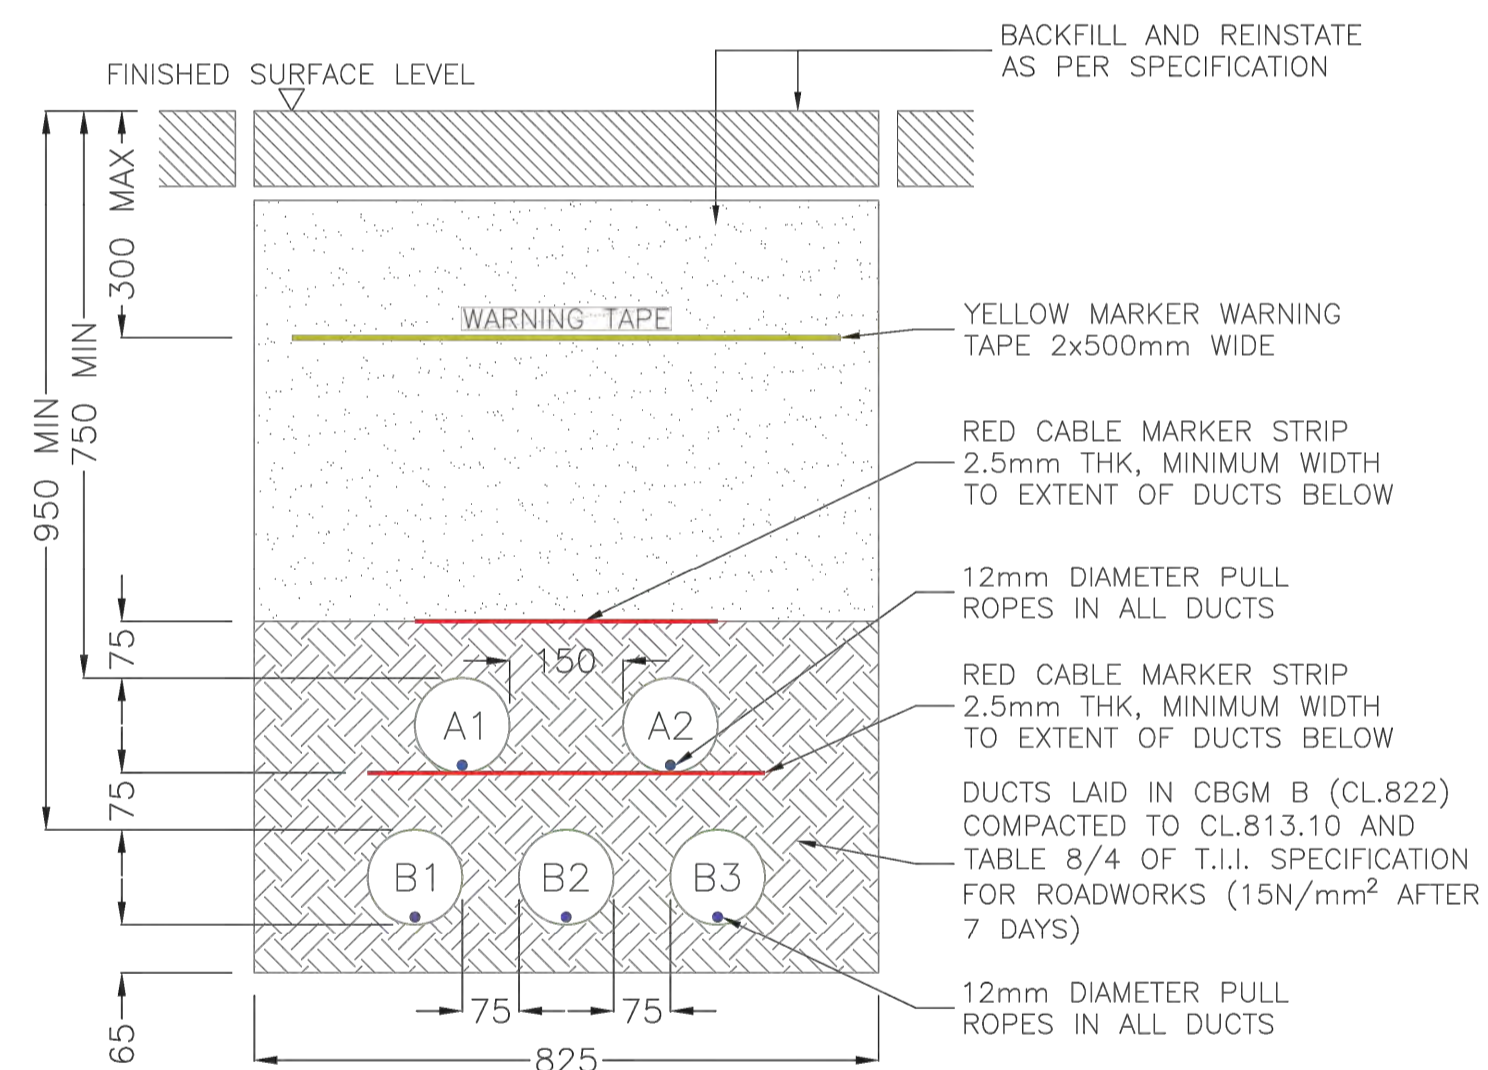 FINISHED SURFACE LEVEL
BACKFILL AND REINSTATE
AS PER SPECIFICATION
300 MAX
750 MIN
950 MIN
WARNING TAPE
YELLOW MARKER WARNING
TAPE 2x500mm WIDE
RED CABLE MARKER STRIP
2.5mm THK, MINIMUM WIDTH
TO EXTENT OF DUCTS BELOW
12mm DIAMETER PULL
ROPES IN ALL DUCTS
75
150
A1
A2
RED CABLE MARKER STRIP
2.5mm THK, MINIMUM WIDTH
TO EXTENT OF DUCTS BELOW
75
B1
B2
B3
DUCTS LAID IN CBGM B (CL.822)
COMPACTED TO CL.813.10 AND
TABLE 8/4 OF T.I.I. SPECIFICATION
FOR ROADWORKS (15N/mm² AFTER
7 DAYS)
12mm DIAMETER PULL
ROPES IN ALL DUCTS
75
75
65
825